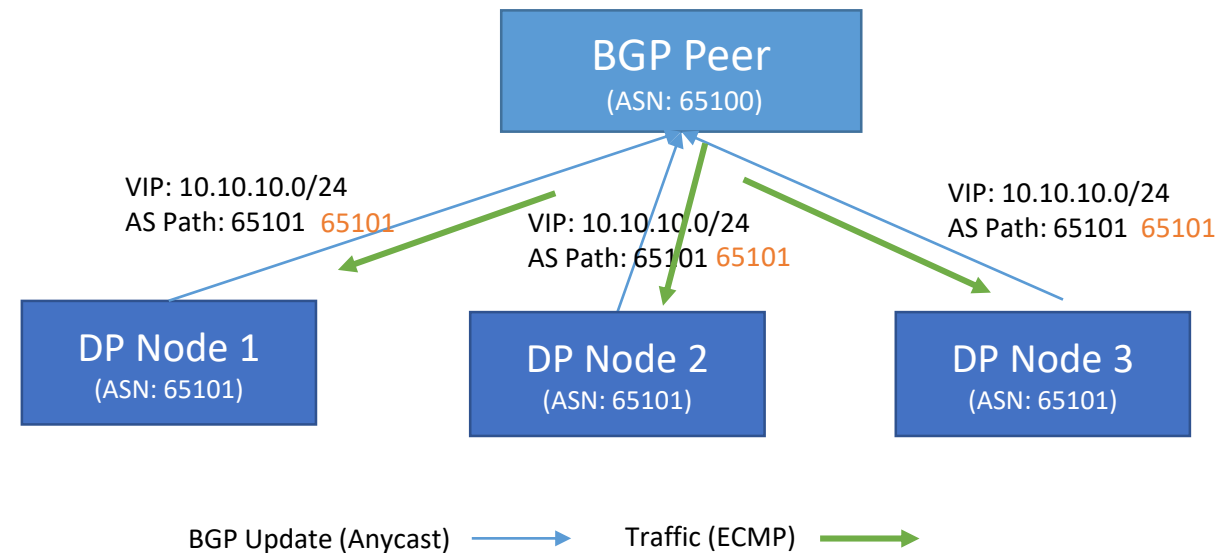 BGP Peer
(ASN: 65100)
VIP: 10.10.10.0/24
AS Path: 65101 65101
VIP: 10.10.10.0/24
AS Path: 65101 65101
VIP: 10.10.10.0/24
AS Path: 65101 65101
DP Node 1
(ASN: 65101)
DP Node 2
(ASN: 65101)
DP Node 3
(ASN: 65101)
BGP Update (Anycast)
Traffic (ECMP)